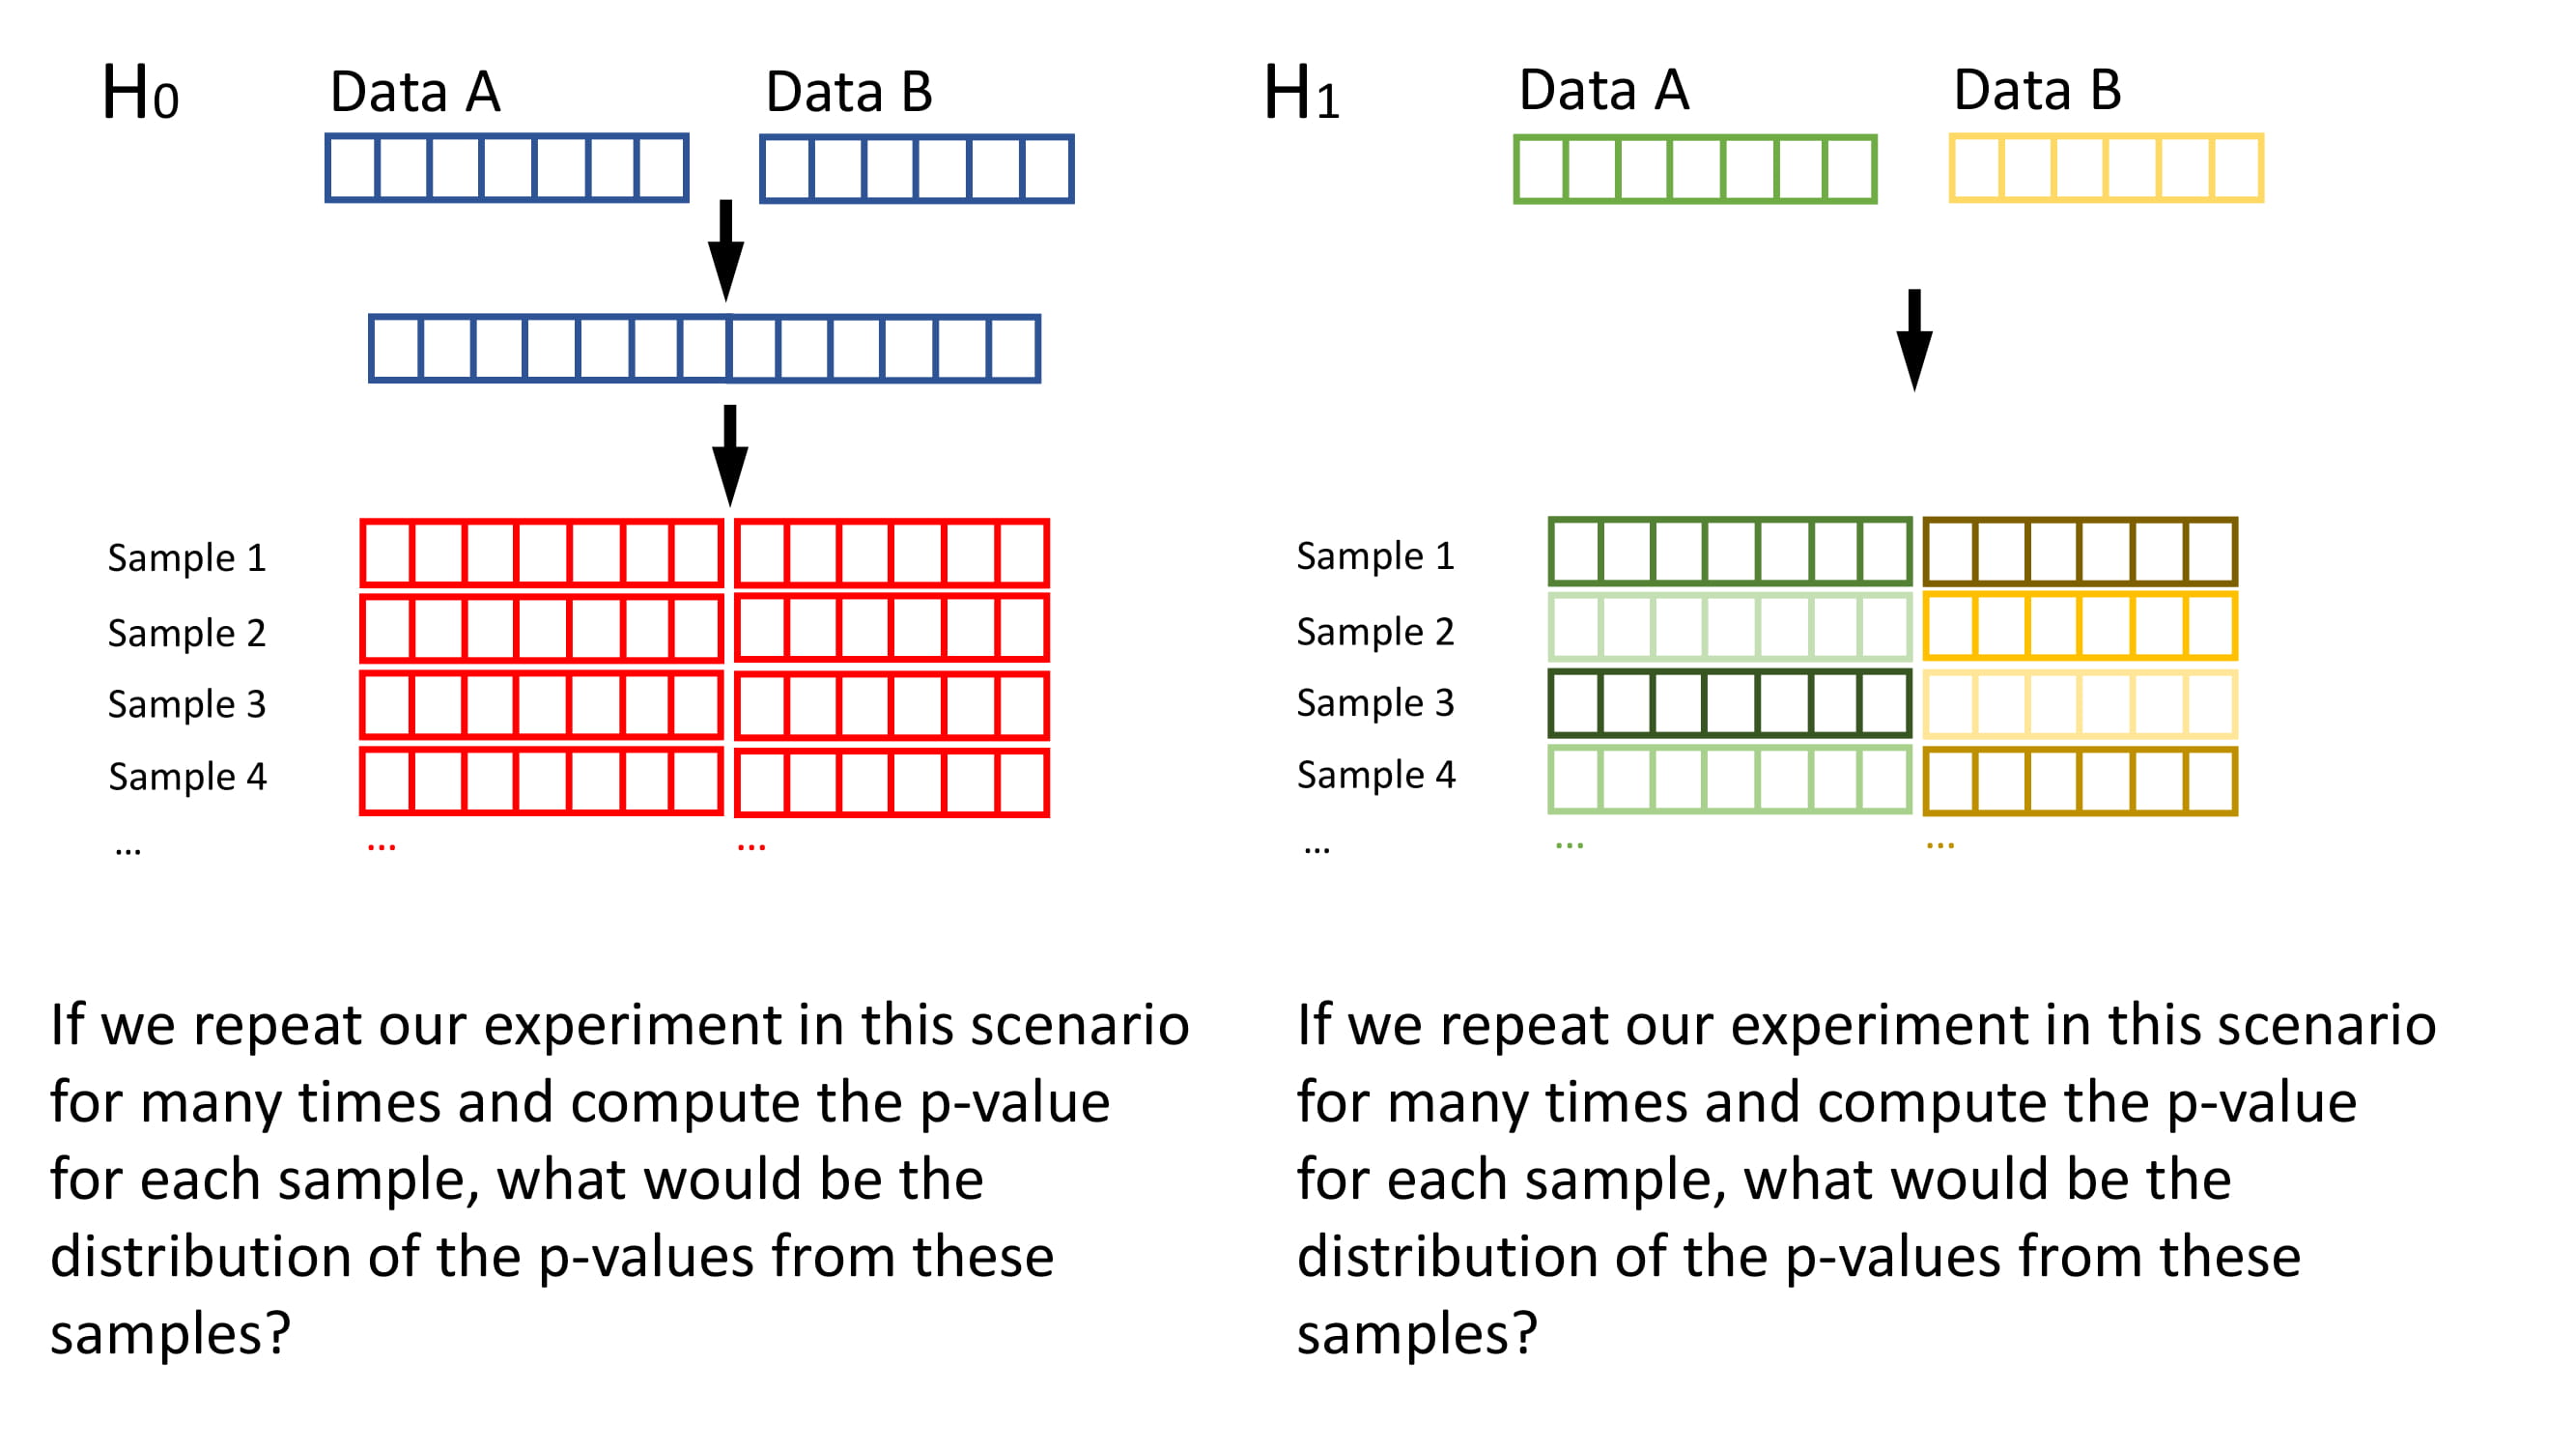 H0 Data A Data B
Sample 1
Sample 2
Sample 3
Sample 4
... ... ...
If we repeat our experiment in this scenario
for many times and compute the p-value
for each sample, what would be the
distribution of the p-values from these
samples?
H1 Data A Data B
Sample 1
Sample 2
Sample 3
Sample 4
... ... ...
If we repeat our experiment in this scenario
for many times and compute the p-value
for each sample, what would be the
distribution of the p-values from these
samples?